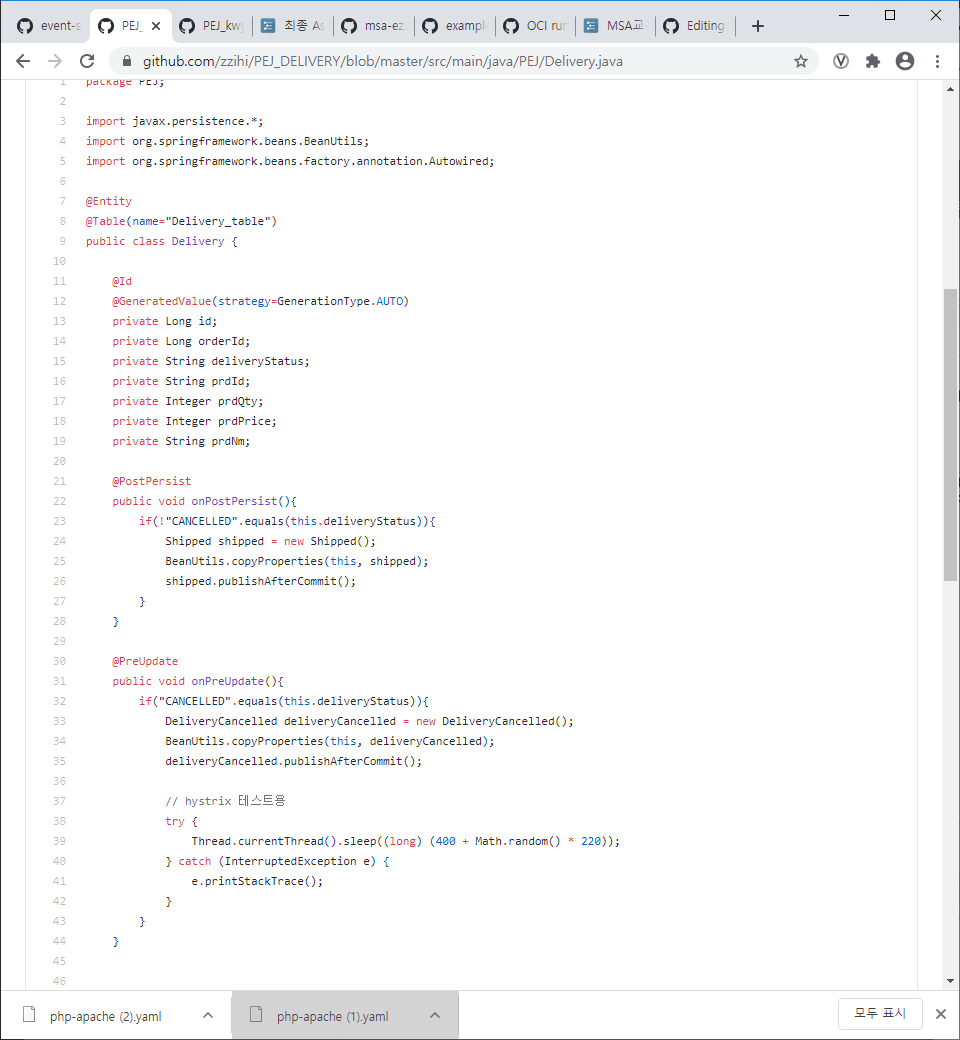 event-s
PEJ_
PEJ_kwy
최종 As
msa-ez
example
OCI run
MSA교
Editing
github.com/zzihi/PEJ_DELIVERY/blob/master/src/main/java/PEJ/Delivery.java
1 package PEJ;
2
3 import javax.persistence.*;
4 import org.springframework.beans.BeanUtils;
5 import org.springframework.beans.factory.annotation.Autowired;
6
7 @Entity
8 @Table(name="Delivery_table")
9 public class Delivery {
10
11 @Id
12 @GeneratedValue(strategy=GenerationType.AUTO)
13 private Long id;
14 private Long orderId;
15 private String deliveryStatus;
16 private String prdId;
17 private Integer prdQty;
18 private Integer prdPrice;
19 private String prdNm;
20
21 @PostPersist
22 public void onPostPersist(){
23 if(!"CANCELLED".equals(this.deliveryStatus)){
24 Shipped shipped = new Shipped();
25 BeanUtils.copyProperties(this, shipped);
26 shipped.publishAfterCommit();
27 }
28 }
29
30 @PreUpdate
31 public void onPreUpdate(){
32 if("CANCELLED".equals(this.deliveryStatus)){
33 DeliveryCancelled deliveryCancelled = new DeliveryCancelled();
34 BeanUtils.copyProperties(this, deliveryCancelled);
35 deliveryCancelled.publishAfterCommit();
36
37 // hystrix 테스트용
38 try {
39 Thread.currentThread().sleep((long) (400 + Math.random() * 220));
40 } catch (InterruptedException e) {
41 e.printStackTrace();
42 }
43 }
44 }
45
46
php-apache (2).yaml
php-apache (1).yaml
모두 표시